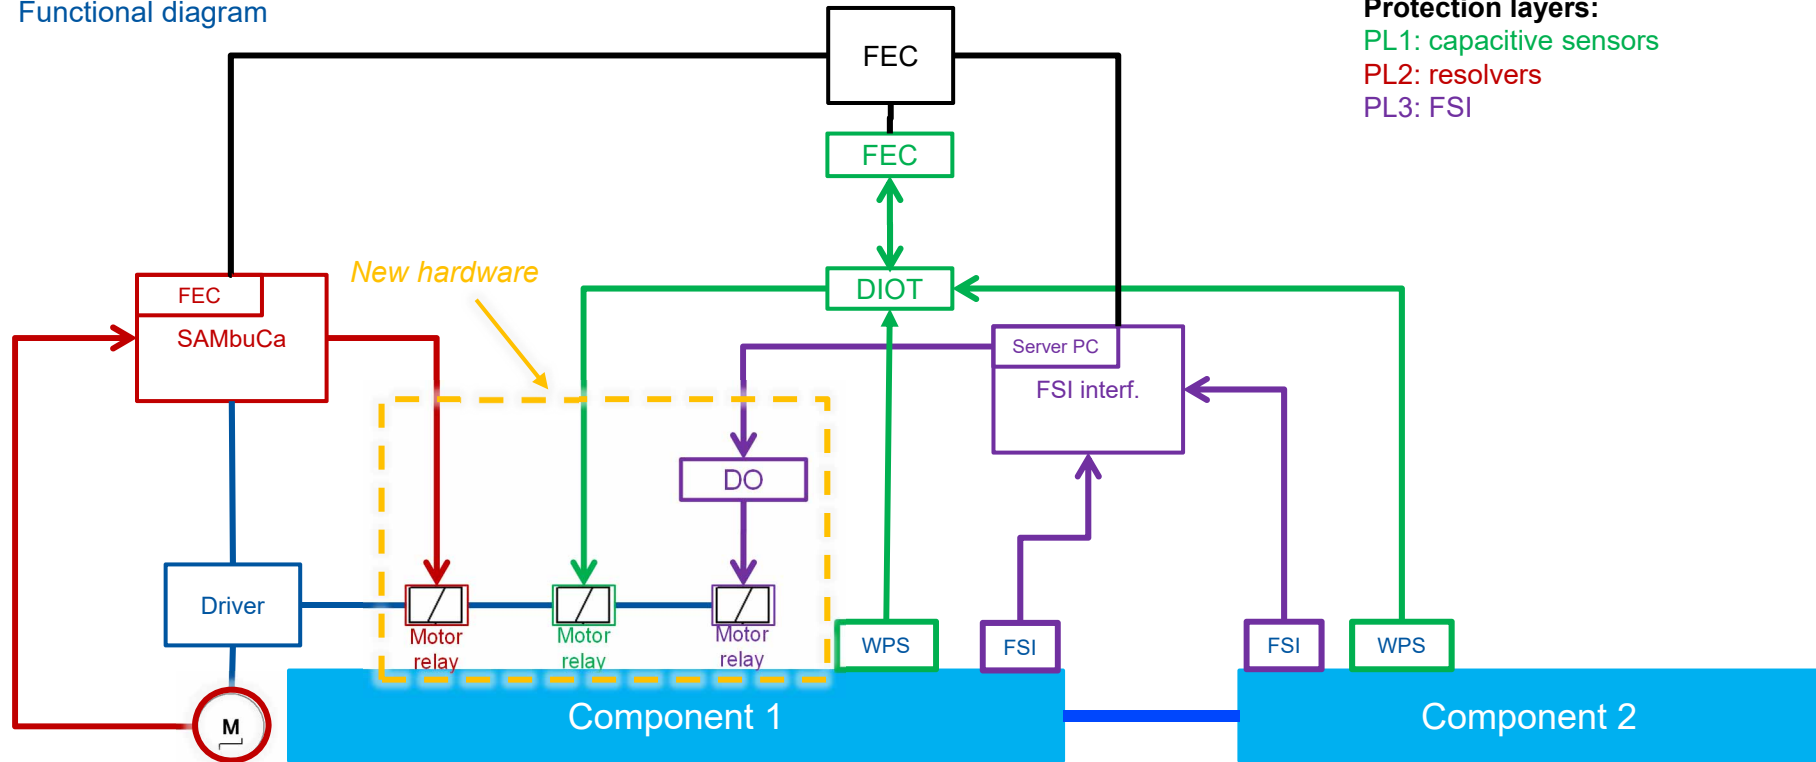 Functional diagram
Protection layers:
PL1: capacitive sensors
PL2: resolvers
PL3: FSI
FEC
FEC
New hardware
DIOT
FEC
SAMbuCa
Server PC
FSI interf.
DO
Driver
Motor
relay
Motor
relay
Motor
relay
WPS
FSI
FSI
WPS
M
Component 1
Component 2